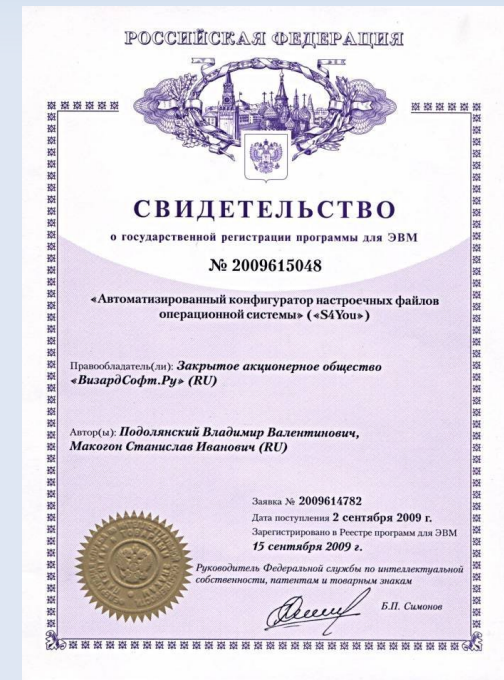 РОССИЙСКАЯ ФЕДЕРАЦИЯ
СВИДЕТЕЛЬСТВО
о государственной регистрации программы для ЭВМ
№ 2009615048
«Автоматизированный конфигуратор настроечных файлов
операционной системы» («S4You»)
Правообладатель(ли): Закрытое акционерное общество
«ВизардСофт.Ру» (RU)
Автор(ы): Подолянский Владимир Валентинович,
Макогон Станислав Иванович (RU)
Заявка № 2009614782
Дата поступления 2 сентября 2009 г.
Зарегистрировано в Реестре программ для ЭВМ
15 сентября 2009 г.
Руководитель Федеральной службы по интеллектуальной
собственности, патентам и товарным знакам
Б.П. Симонов